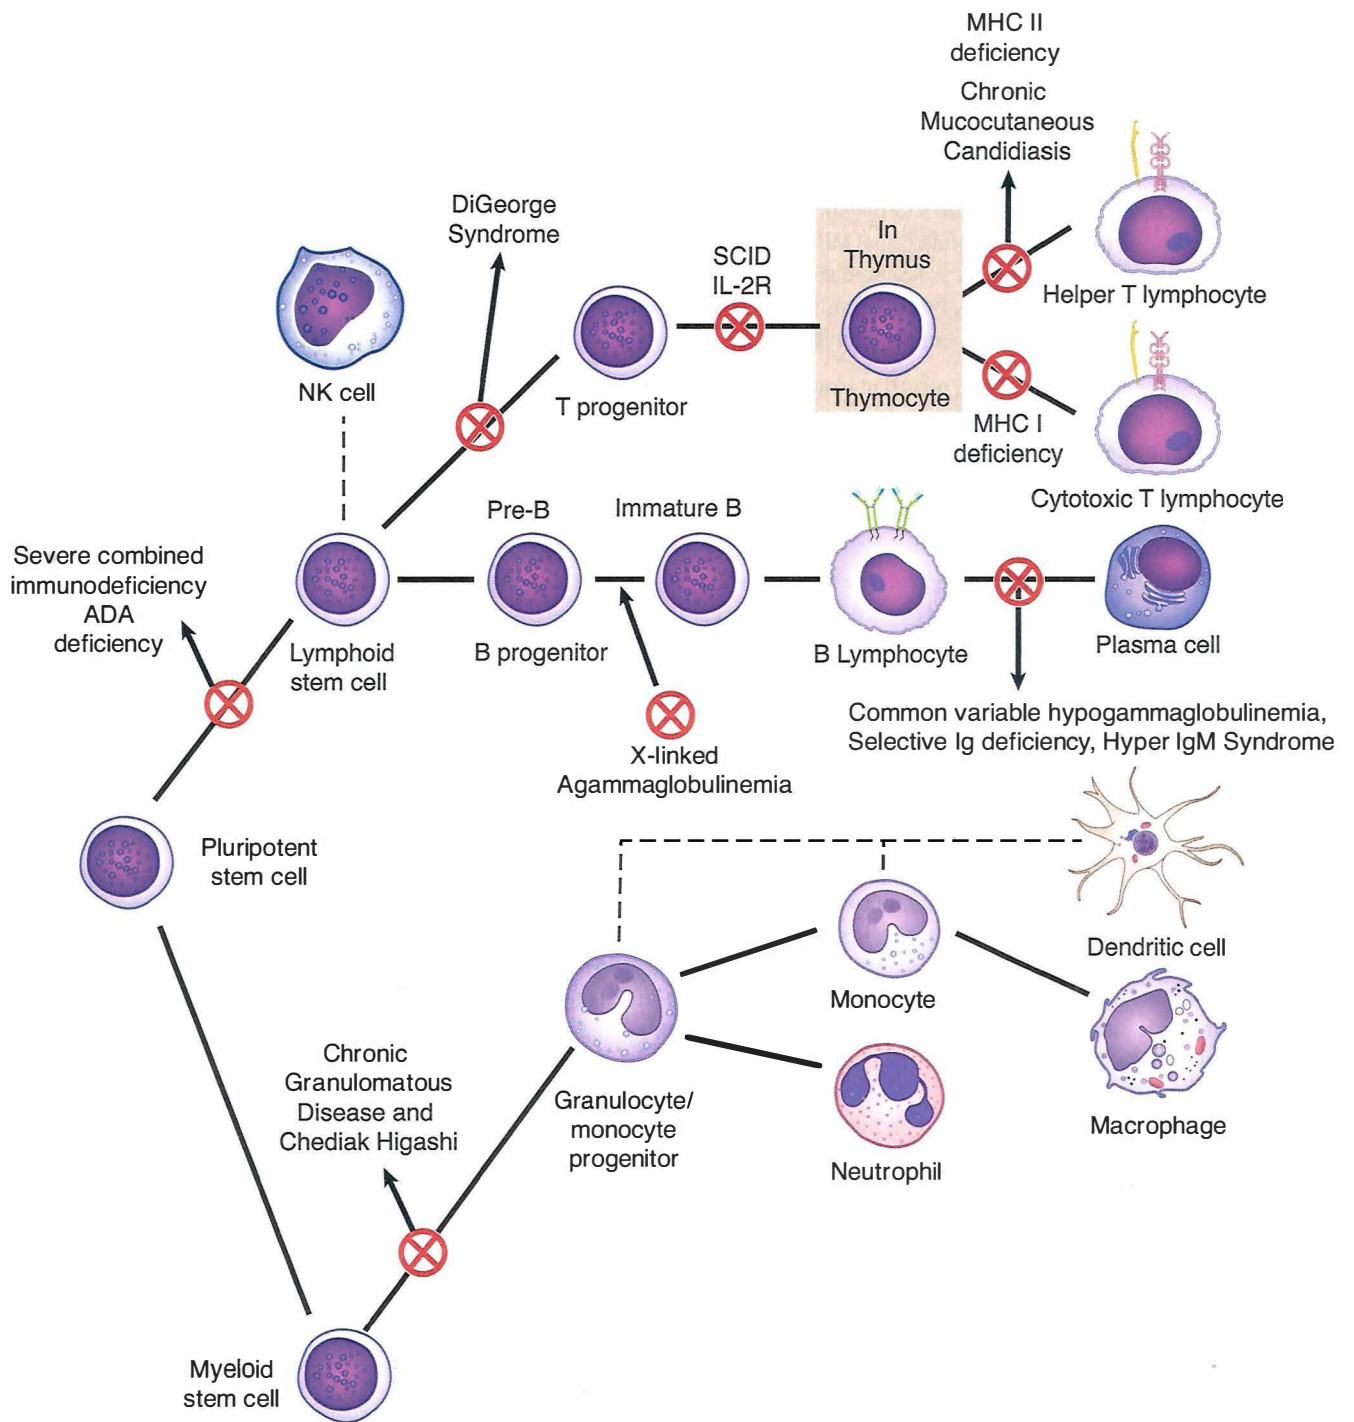 MHC II
deficiency
Chronic
Mucocutaneous
Candidiasis
DiGeorge
Syndrome
SCID
IL-2R
In
Thymus
Helper T lymphocyte
NK cell
T progenitor
Thymocyte
MHC I
deficiency
Cytotoxic T lymphocyte
Pre-B
Immature B
Severe combined
immunodeficiency
ADA
deficiency
Lymphoid
stem cell
B progenitor
B Lymphocyte
Plasma cell
Common variable hypogammaglobulinemia,
Selective Ig deficiency, Hyper IgM Syndrome
X-linked
Agammaglobulinemia
Pluripotent
stem cell
Dendritic cell
Monocyte
Chronic
Granulomatous
Disease and
Chediak Higashi
Granulocyte/
monocyte
progenitor
Macrophage
Neutrophil
Myeloid
stem cell